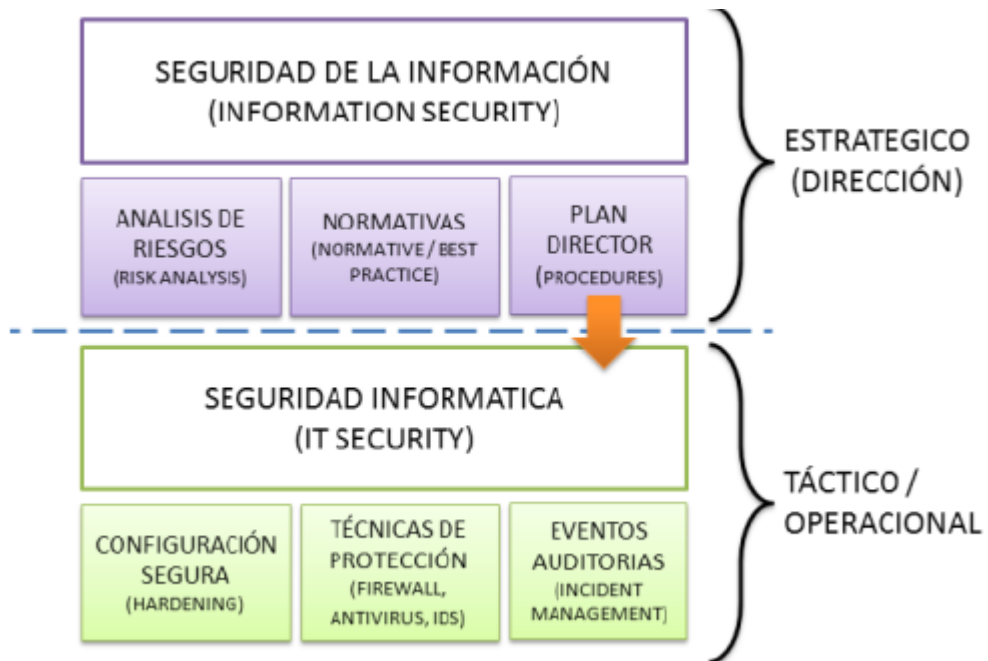 SEGURIDAD DE LA INFORMACIÓN
(INFORMATION SECURITY)
ESTRATEGICO
(DIRECCIÓN)
ANALISIS DE
RIESGOS
(RISK ANALYSIS)
NORMATIVAS
(NORMATIVE / BEST
PRACTICE)
PLAN
DIRECTOR
(PROCEDURES)
SEGURIDAD INFORMATICA
(IT SECURITY)
TÁCTICO /
OPERACIONAL
CONFIGURACIÓN
SEGURA
(HARDENING)
TÉCNICAS DE
PROTECCIÓN
(FIREWALL,
ANTIVIRUS, IDS)
EVENTOS
AUDITORIAS
(INCIDENT
MANAGEMENT)